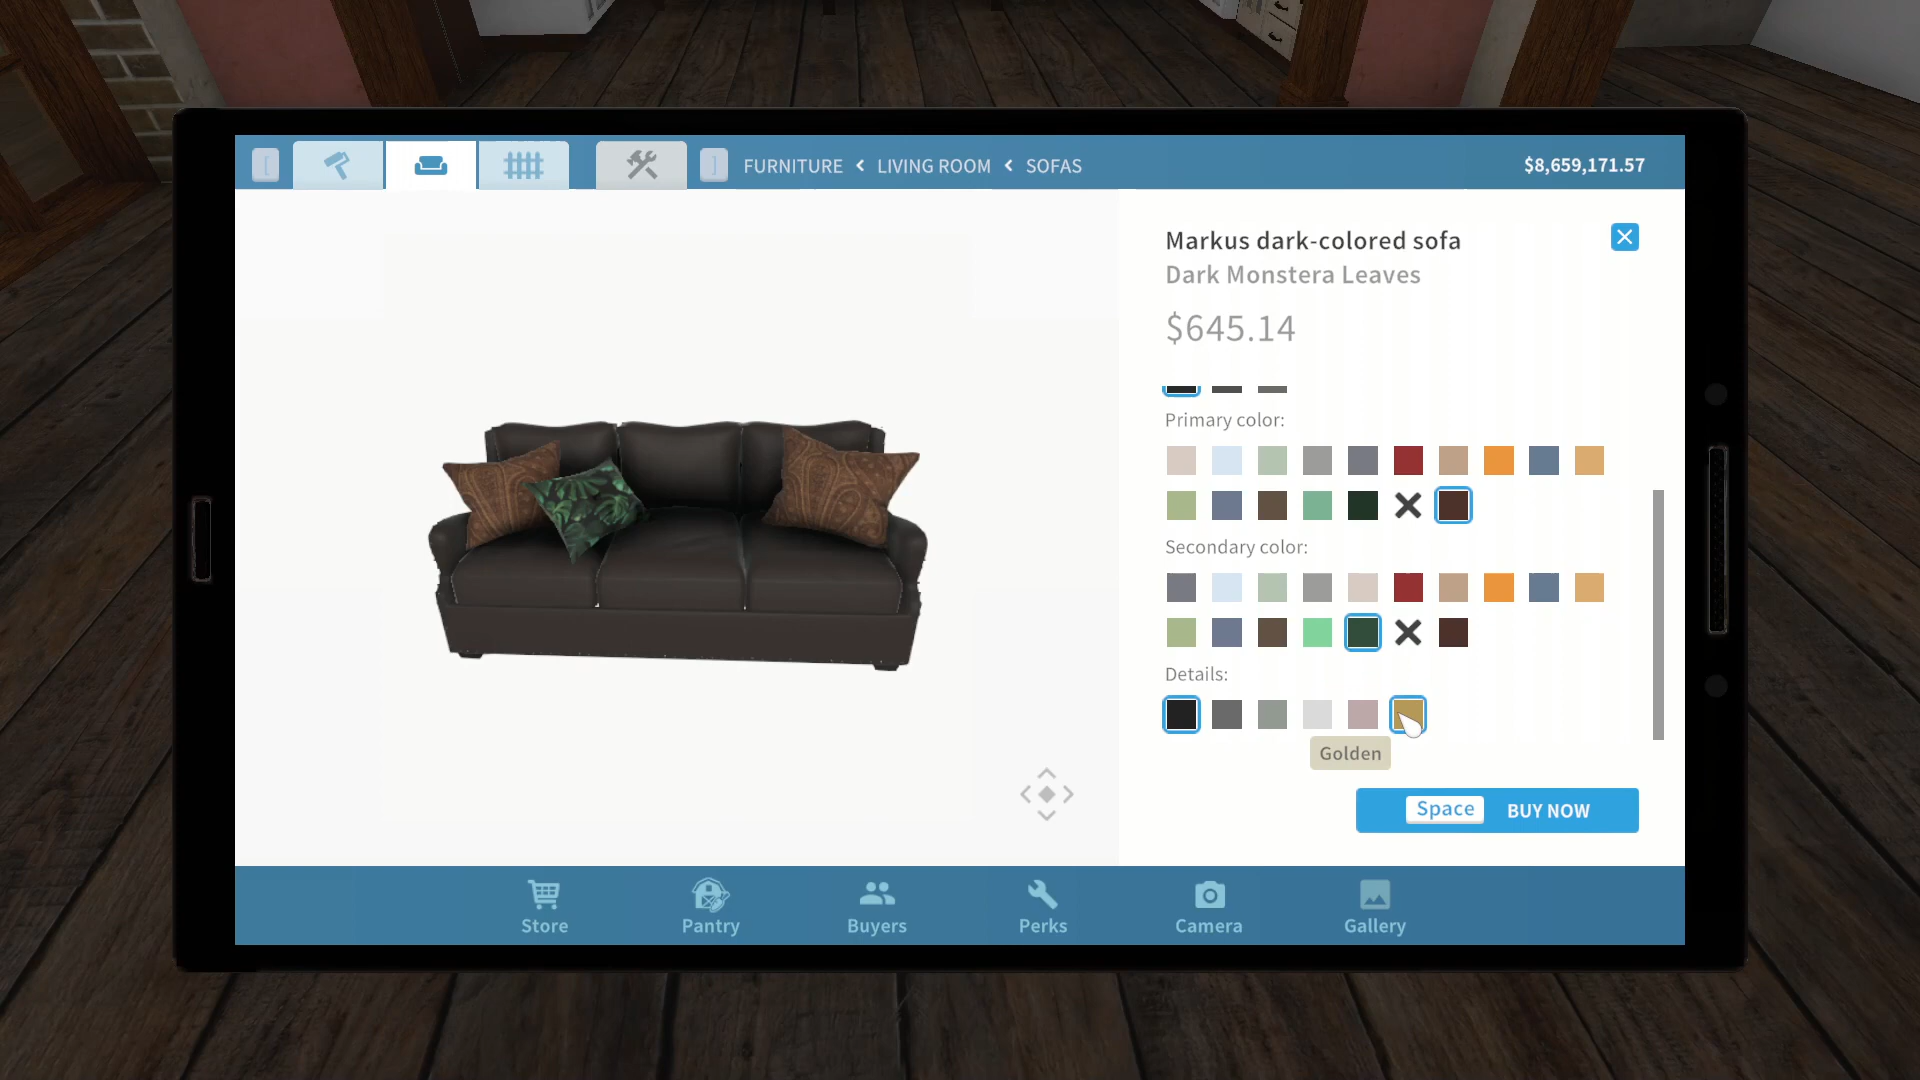 [
]
FURNITURE < LIVING ROOM < SOFAS
$8,659,171.57
Markus dark-colored sofa
Dark Monstera Leaves
$645.14
Primary color:
Secondary color:
Details:
Golden
Space BUY NOW
Store
Pantry
Buyers
Perks
Camera
Gallery